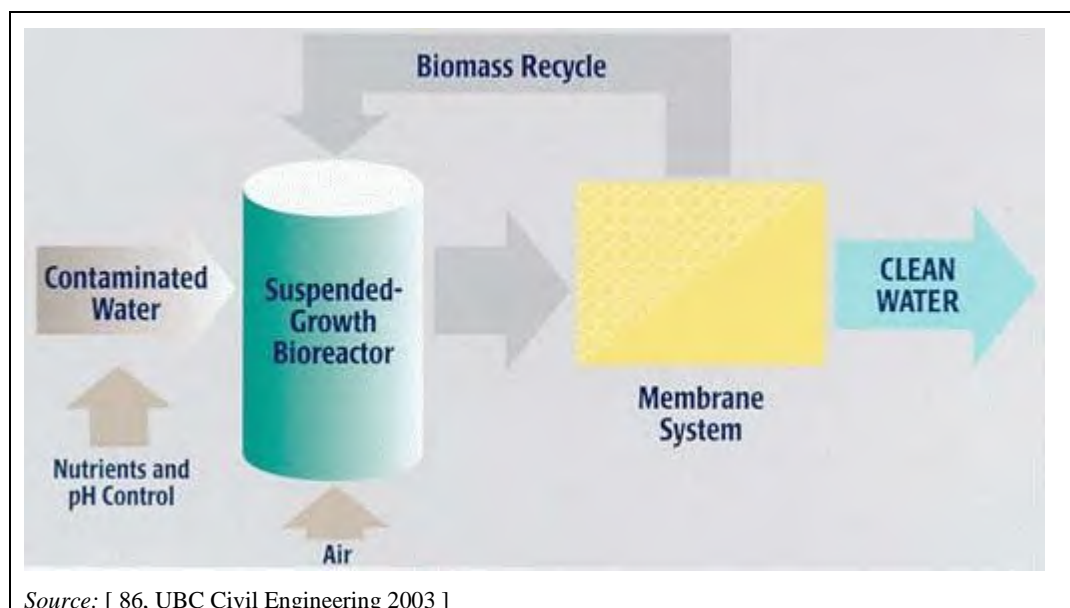 Biomass Recycle
Contaminated
Water
Suspended-
Growth
Bioreactor
CLEAN
WATER
Membrane
System
Nutrients and
pH Control
Air
Source: [ 86, UBC Civil Engineering 2003 ]